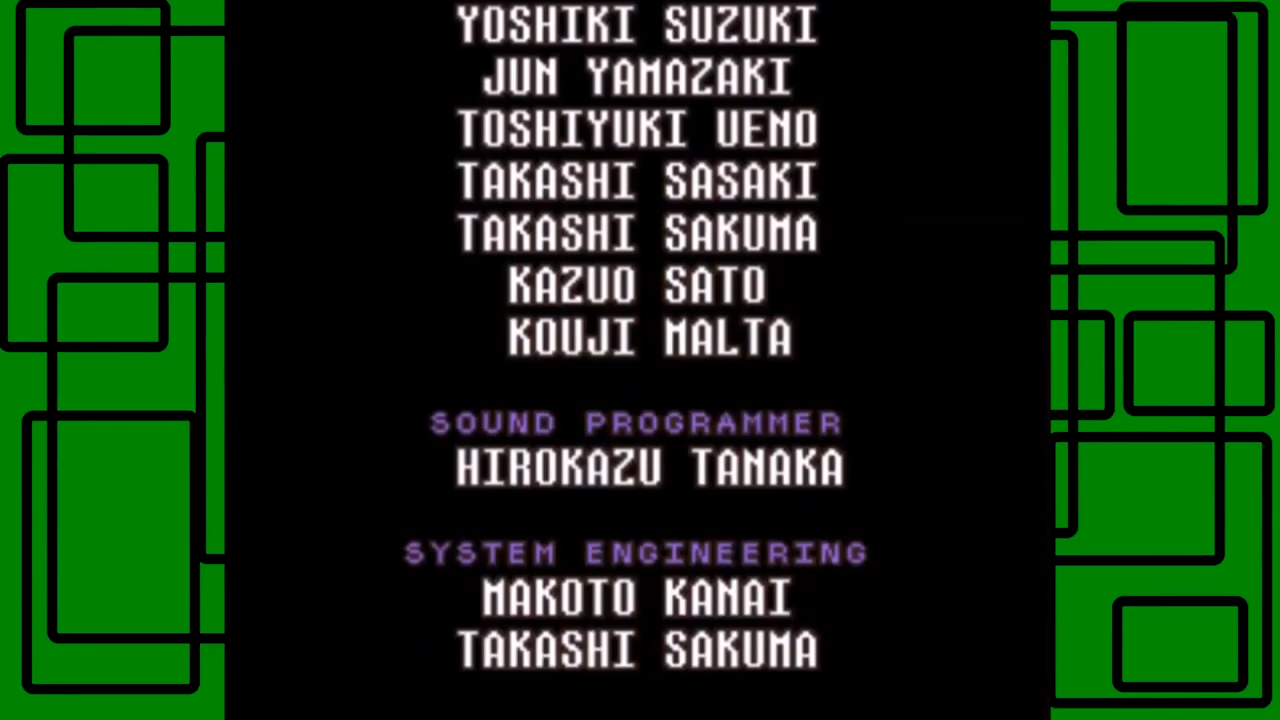 YOSHIKI SUZUKI
JUN YAMAZAKI
TOSHIYUKI UENO
TAKASHI SASAKI
TAKASHI SAKUMA
KAZUO SATO
KOUJI MALTA
SOUND PROGRAMMER
HIROKAZU TANAKA
SYSTEM ENGINEERING
MAKOTO KANAI
TAKASHI SAKUMA